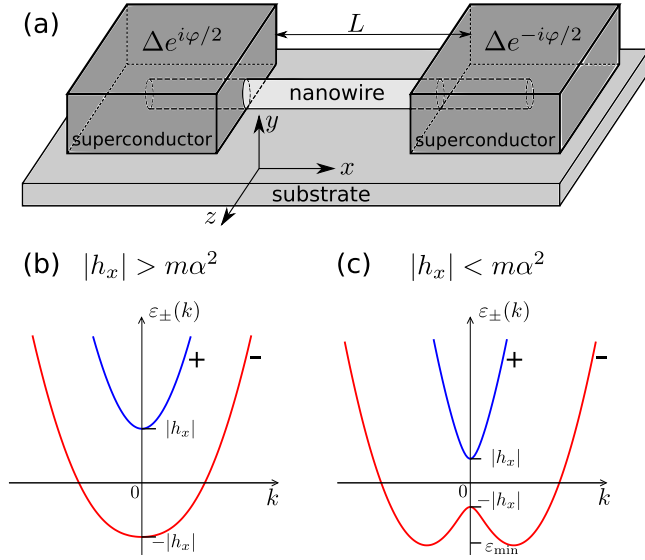 (a)
Δe^{iφ/2}
L
Δe^{-iφ/2}
nanowire
superconductor
superconductor
y
x
z
substrate
(b) |h_x| > mα²
(c) |h_x| < mα²
ε_±(k)
+
−
|h_x|
0
k
−|h_x|
ε_±(k)
+
−
|h_x|
0
−|h_x|
k
ε_min